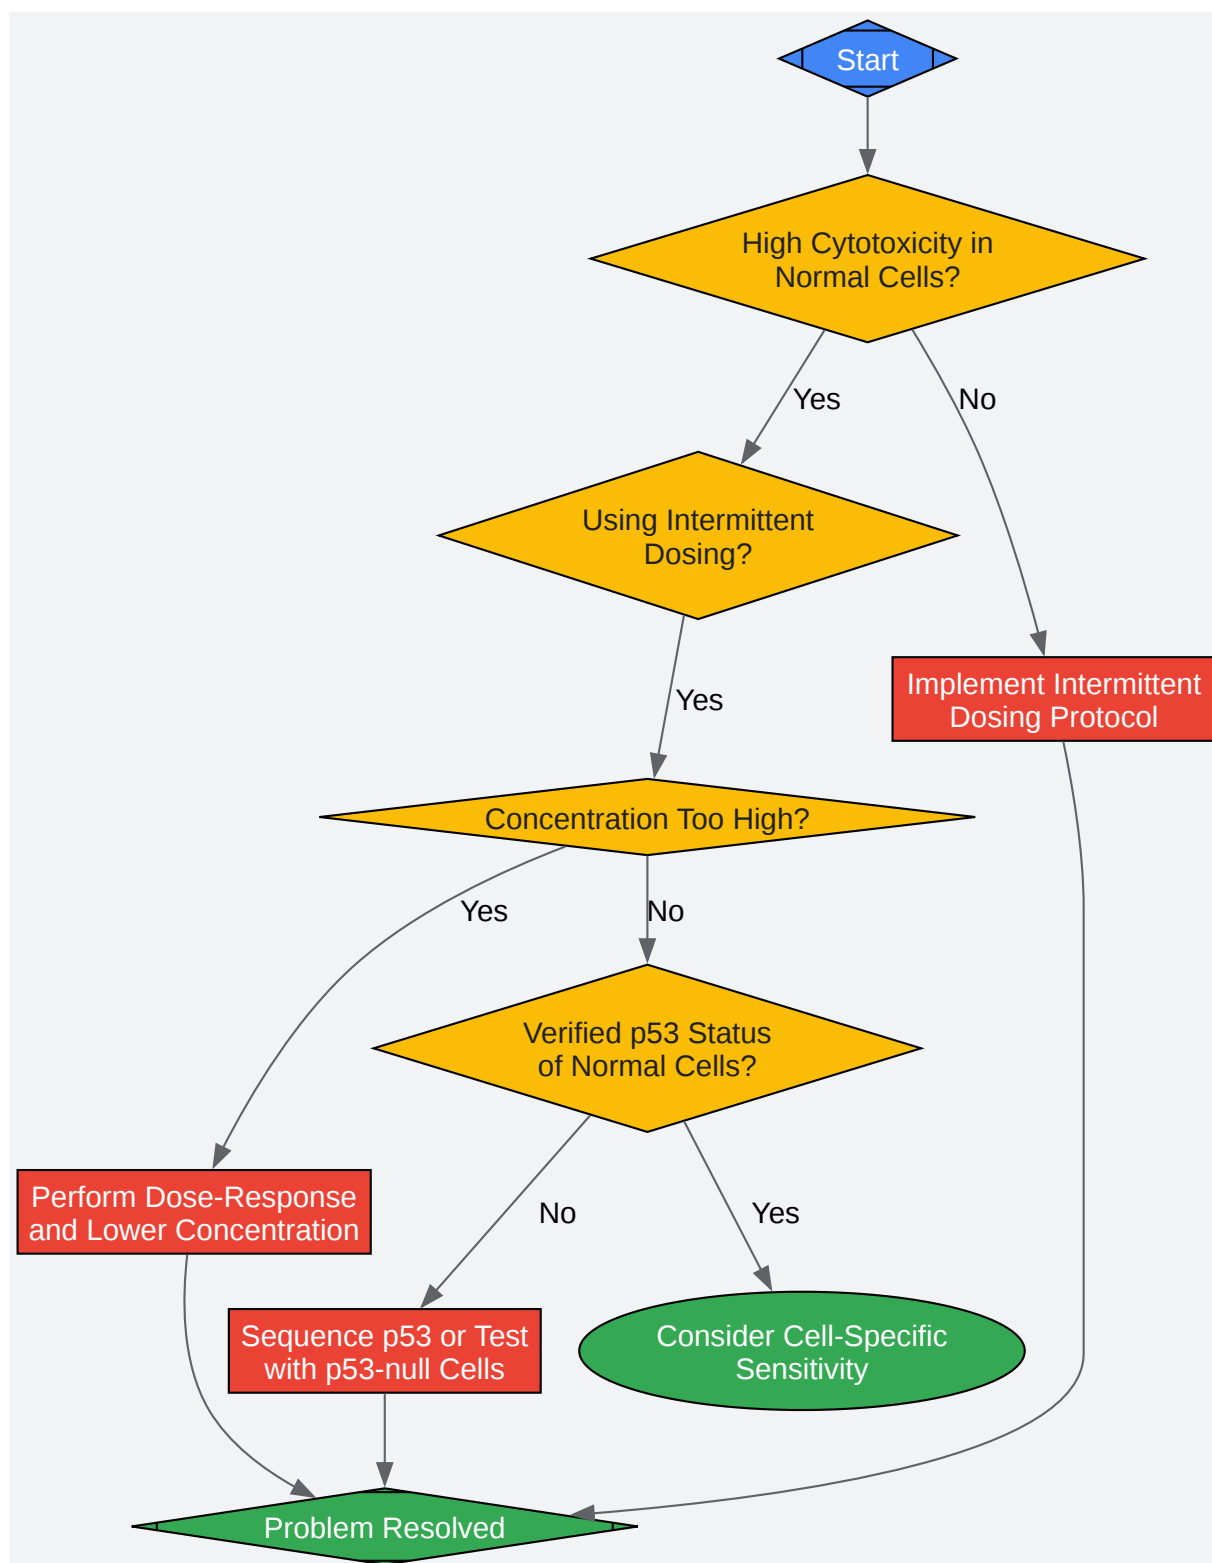 Start
High Cytotoxicity in
Normal Cells?
Yes
No
Using Intermittent
Dosing?
Yes
Implement Intermittent
Dosing Protocol
Concentration Too High?
Yes
No
Verified p53 Status
of Normal Cells?
Perform Dose-Response
and Lower Concentration
No
Yes
Sequence p53 or Test
with p53-null Cells
Consider Cell-Specific
Sensitivity
Problem Resolved